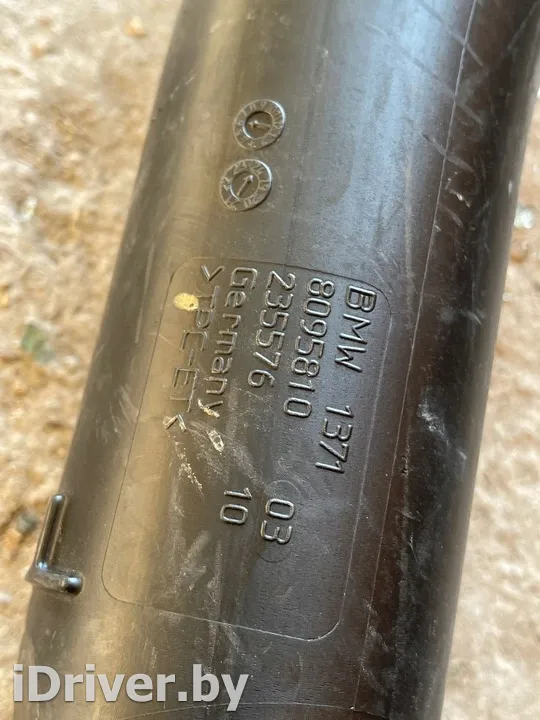 BMW 1371
8095810 03
235576 10
Germany
>TPC-ET<
L
iDriver.by